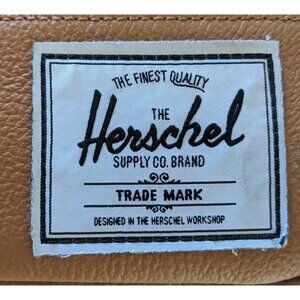 THE FINEST QUALITY
THE
Herschel
SUPPLY CO. BRAND
TRADE MARK
DESIGNED IN THE HERSCHEL WORKSHOP